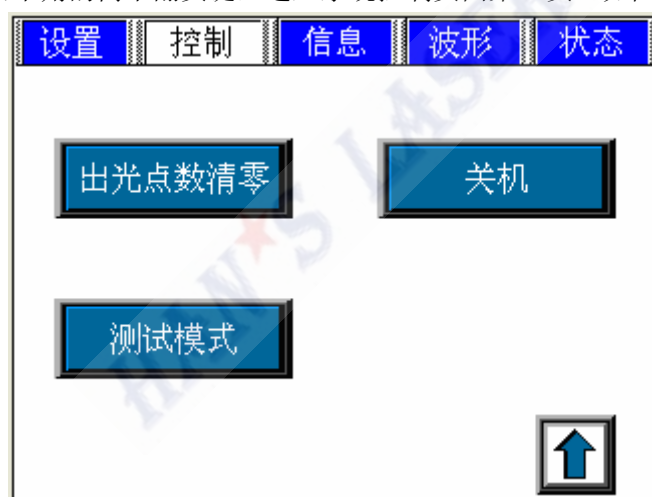 设置 控制 信息 波形 状态
出光点数清零 关机
测试模式
HAN'S LASER